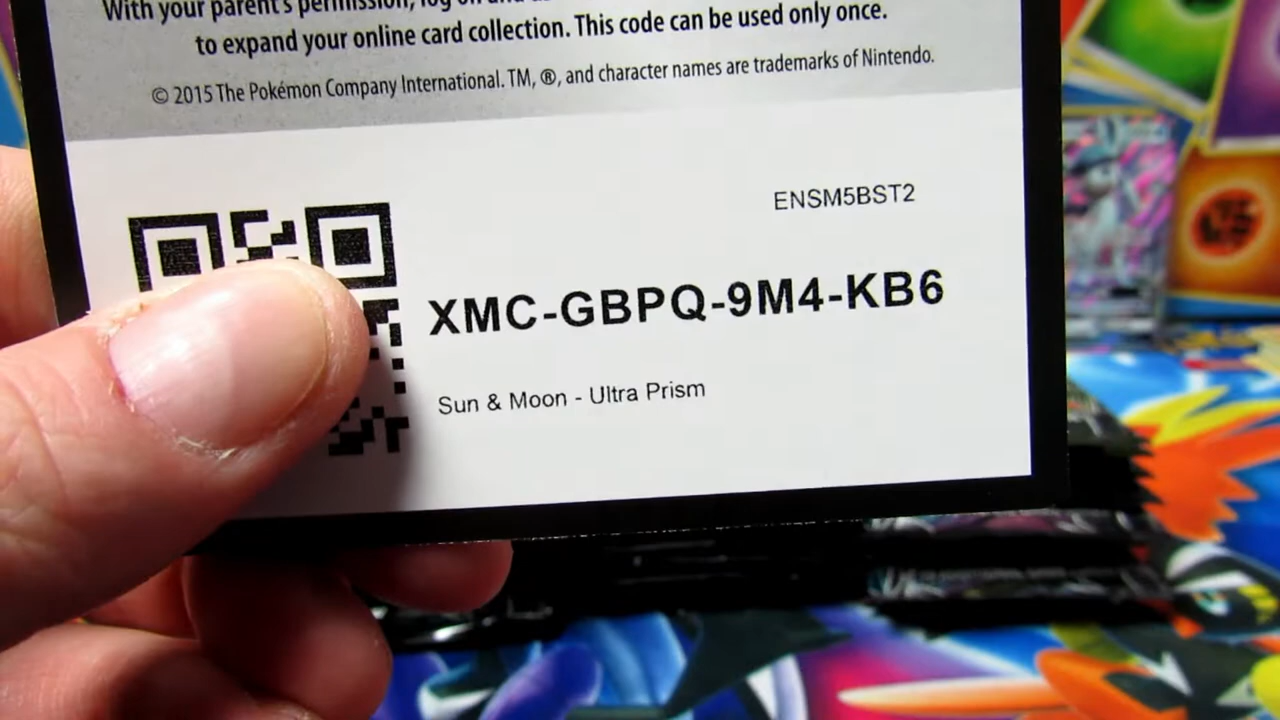 With your parent's permission, log on and
to expand your online card collection. This code can be used only once.
© 2015 The Pokémon Company International. TM, ®, and character names are trademarks of Nintendo.
ENSM5BST2
XMC-GBPQ-9M4-KB6
Sun & Moon - Ultra Prism